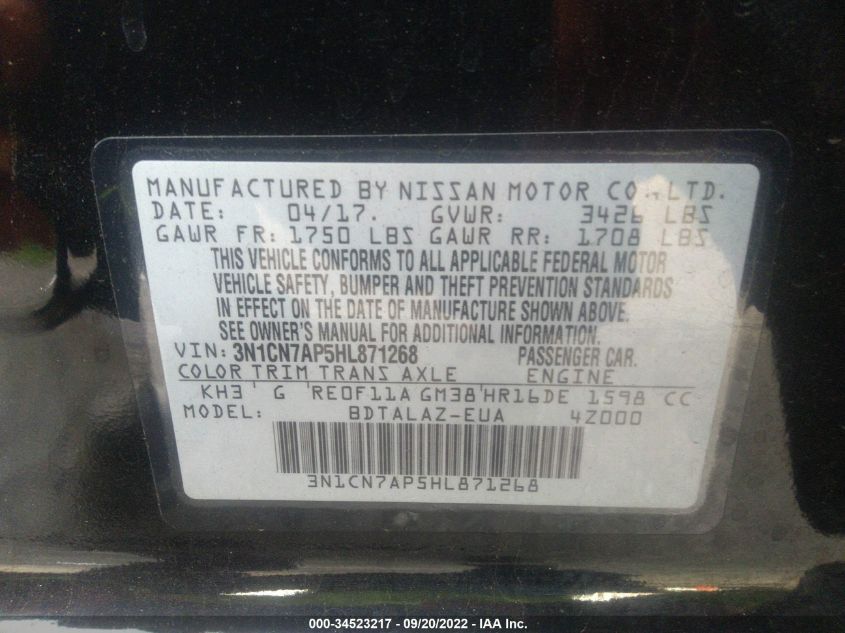 MANUFACTURED BY NISSAN MOTOR CO., LTD.
DATE: 04/17. GVWR: 3426 LBS
GAWR FR: 1750 LBS GAWR RR: 1708 LBS
THIS VEHICLE CONFORMS TO ALL APPLICABLE FEDERAL MOTOR
VEHICLE SAFETY, BUMPER AND THEFT PREVENTION STANDARDS
IN EFFECT ON THE DATE OF MANUFACTURE SHOWN ABOVE.
SEE OWNER'S MANUAL FOR ADDITIONAL INFORMATION.
VIN: 3N1CN7AP5HL871268 PASSENGER CAR.
COLOR TRIM TRANS AXLE ENGINE
KH3 ' G 'RE0F11A GM38'HR16DE 1598 CC
MODEL: BDTALAZ-EUA 4Z000
3N1CN7AP5HL871268
000-34523217 - 09/20/2022 - IAA Inc.